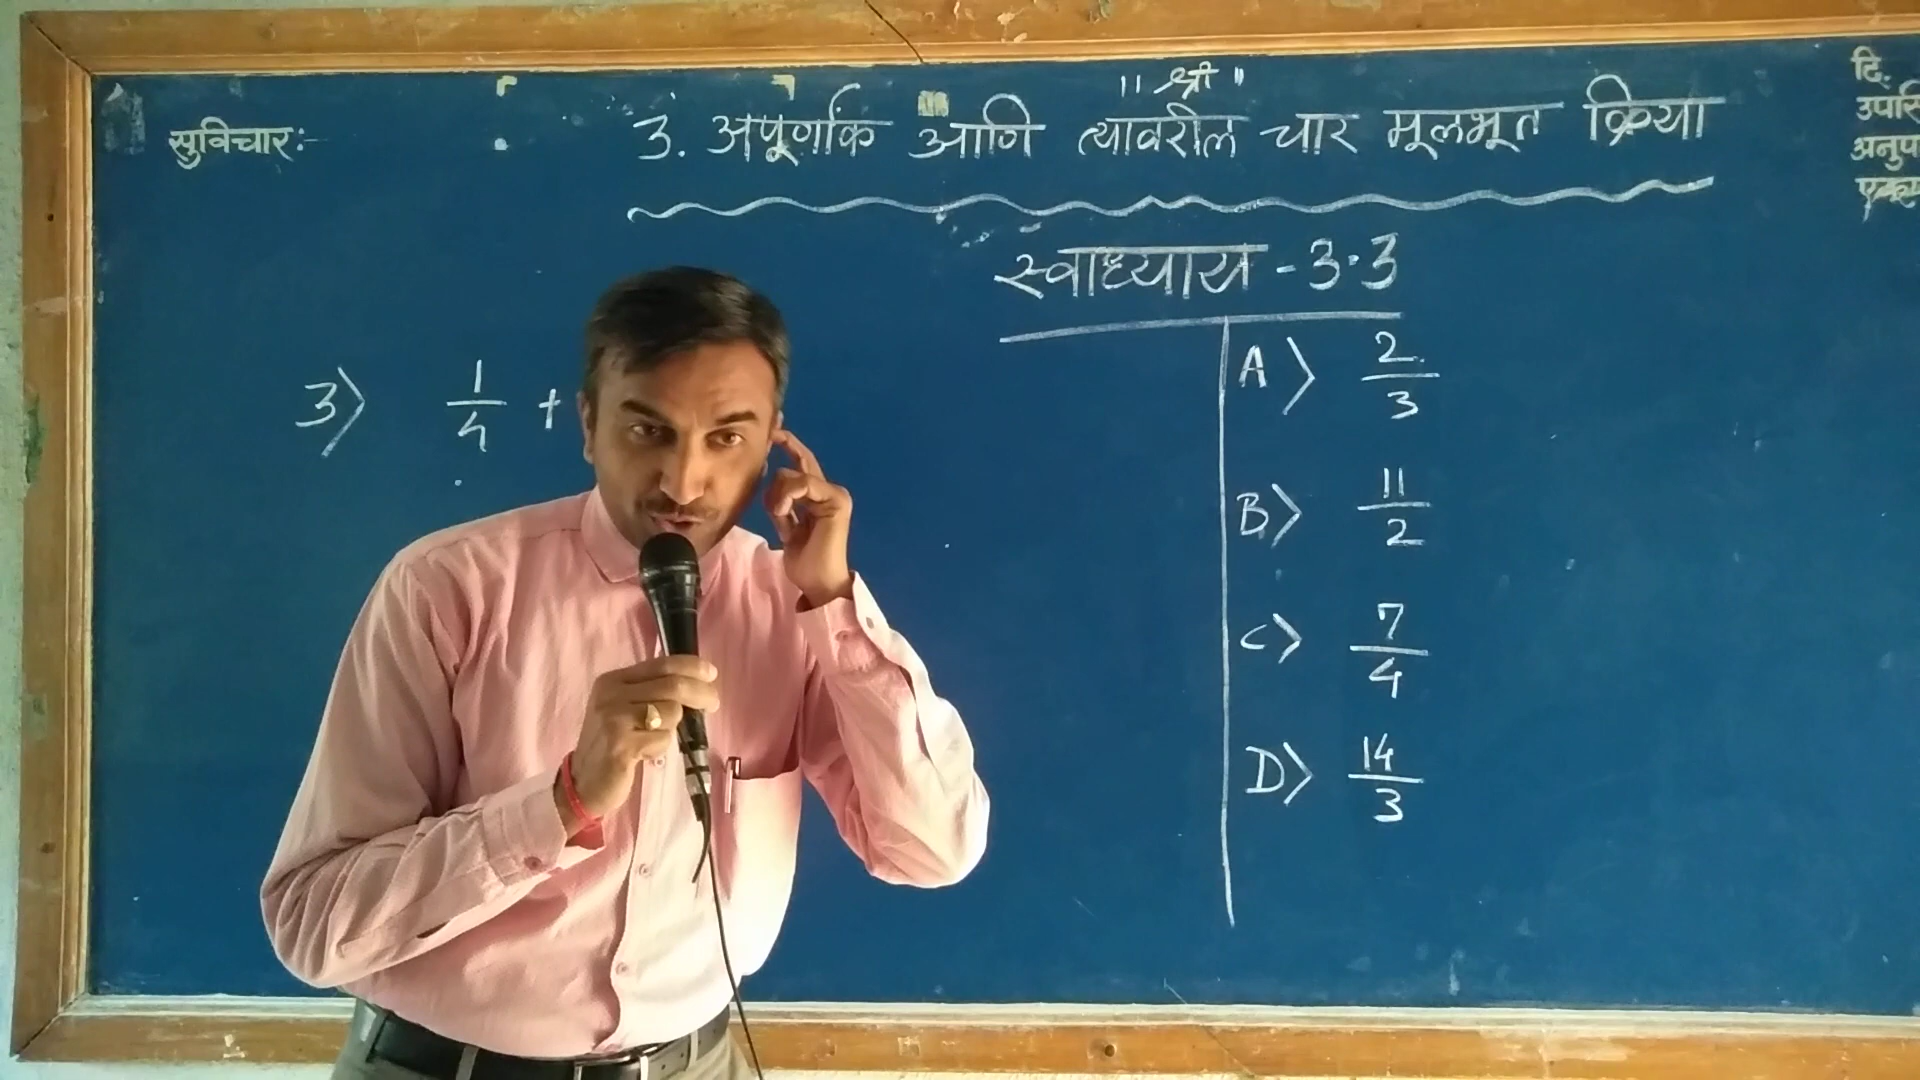 " श्री "
सुविचार:-
3. अपूर्णांक आणि त्यावरील चार मूलभूत क्रिया
दि.
स्वाध्याय - 3.3
3) 1/4 +
A) 2/3
B) 11/2
C) 7/4
D) 14/3